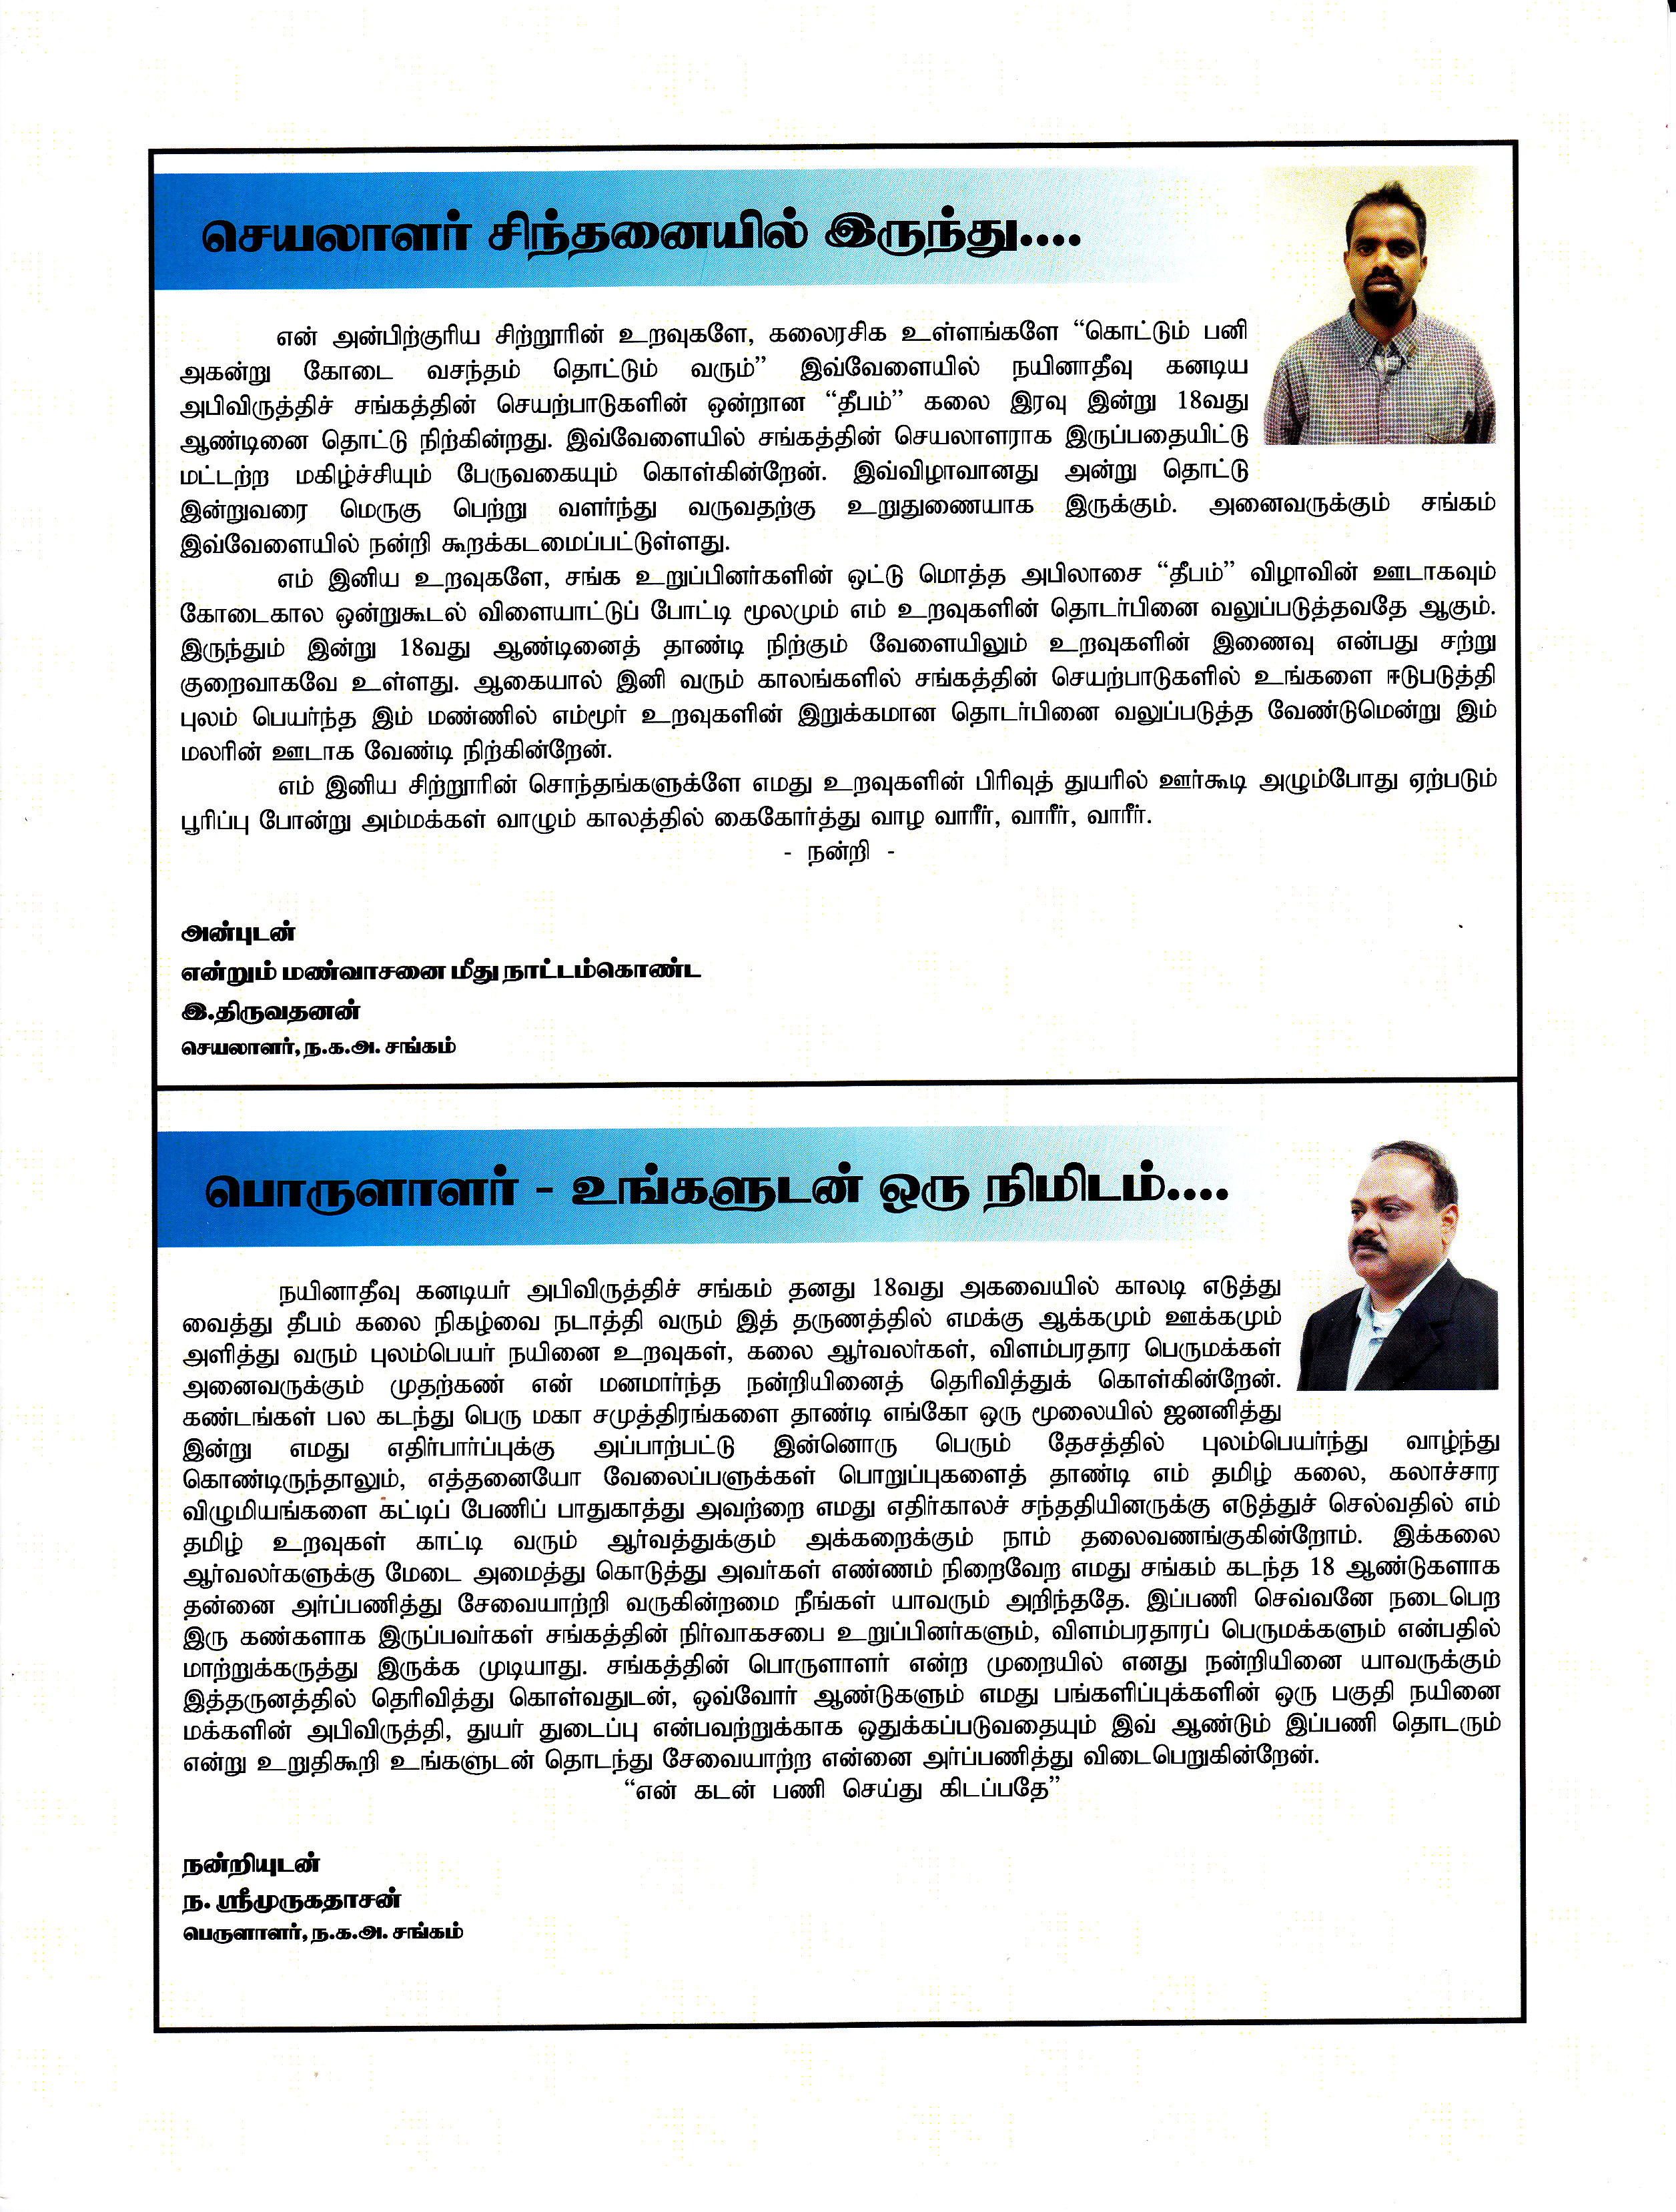 செயலாளர் சிந்தனையில் இருந்து....
என் அன்பிற்குரிய சிற்றூரின் உறவுகளே, கலைரசிக உள்ளங்களே “கொட்டும் பனி
அகன்று கோடை வசந்தம் தொட்டும் வரும்” இவ்வேளையில் நயினாதீவு கனடிய
அபிவிருத்திச் சங்கத்தின் செயற்பாடுகளின் ஒன்றான “தீபம்” கலை இரவு இன்று 18வது
ஆண்டினை தொட்டு நிற்கின்றது. இவ்வேளையில் சங்கத்தின் செயலாளராக இருப்பதையிட்டு
மட்டற்ற மகிழ்ச்சியும் பேருவகையும் கொள்கின்றேன். இவ்விழாவானது அன்று தொட்டு
இன்றுவரை மெருகு பெற்று வளர்ந்து வருவதற்கு உறுதுணையாக இருக்கும். அனைவருக்கும் சங்கம்
இவ்வேளையில் நன்றி கூறக்கடமைப்பட்டுள்ளது.
எம் இனிய உறவுகளே, சங்க உறுப்பினர்களின் ஒட்டு மொத்த அபிலாசை “தீபம்” விழாவின் ஊடாகவும்
கோடைகால ஒன்றுகூடல் விளையாட்டுப் போட்டி மூலமும் எம் உறவுகளின் தொடர்பினை வலுப்படுத்தவதே ஆகும்.
இருந்தும் இன்று 18வது ஆண்டினைத் தாண்டி நிற்கும் வேளையிலும் உறவுகளின் இணைவு என்பது சற்று
குறைவாகவே உள்ளது. ஆகையால் இனி வரும் காலங்களில் சங்கத்தின் செயற்பாடுகளில் உங்களை ஈடுபடுத்தி
புலம் பெயர்ந்த இம் மண்ணில் எம்மூர் உறவுகளின் இறுக்கமான தொடர்பினை வலுப்படுத்த வேண்டுமென்று இம்
மலரின் ஊடாக வேண்டி நிற்கின்றேன்.
எம் இனிய சிற்றூரின் சொந்தங்களுக்ளே எமது உறவுகளின் பிரிவுத் துயரில் ஊர்கூடி அழும்போது ஏற்படும்
பூரிப்பு போன்று அம்மக்கள் வாழும் காலத்தில் கைகோர்த்து வாழ வாரீர், வாரீர், வாரீர்.
- நன்றி -
அன்புடன்
என்றும் மண்வாசனை மீது நாட்டம்கொண்ட
இ.திருவதனன்
செயலாளர், ந.க.அ. சங்கம்
பொருளாளர் - உங்களுடன் ஒரு நிமிடம்....
நயினாதீவு கனடியர் அபிவிருத்திச் சங்கம் தனது 18வது அகவையில் காலடி எடுத்து
வைத்து தீபம் கலை நிகழ்வை நடாத்தி வரும் இத் தருணத்தில் எமக்கு ஆக்கமும் ஊக்கமும்
அளித்து வரும் புலம்பெயர் நயினை உறவுகள், கலை ஆர்வலர்கள், விளம்பரதார பெருமக்கள்
அனைவருக்கும் முதற்கண் என் மனமார்ந்த நன்றியினைத் தெரிவித்துக் கொள்கின்றேன்.
கண்டங்கள் பல கடந்து பெரு மகா சமுத்திரங்களை தாண்டி எங்கோ ஒரு மூலையில் ஜனனித்து
இன்று எமது எதிர்பார்ப்புக்கு அப்பாற்பட்டு இன்னொரு பெரும் தேசத்தில் புலம்பெயர்ந்து வாழ்ந்து
கொண்டிருந்தாலும், எத்தனையோ வேலைப்பளுக்கள் பொறுப்புகளைத் தாண்டி எம் தமிழ் கலை, கலாச்சார
விழுமியங்களை கட்டிப் பேணிப் பாதுகாத்து அவற்றை எமது எதிர்காலச் சந்ததியினருக்கு எடுத்துச் செல்வதில் எம்
தமிழ் உறவுகள் காட்டி வரும் ஆர்வத்துக்கும் அக்கறைக்கும் நாம் தலைவணங்குகின்றோம். இக்கலை
ஆர்வலர்களுக்கு மேடை அமைத்து கொடுத்து அவர்கள் எண்ணம் நிறைவேற எமது சங்கம் கடந்த 18 ஆண்டுகளாக
தன்னை அர்ப்பணித்து சேவையாற்றி வருகின்றமை நீங்கள் யாவரும் அறிந்ததே. இப்பணி செவ்வனே நடைபெற
இரு கண்களாக இருப்பவர்கள் சங்கத்தின் நிர்வாகசபை உறுப்பினர்களும், விளம்பரதாரப் பெருமக்களும் என்பதில்
மாற்றுக்கருத்து இருக்க முடியாது. சங்கத்தின் பொருளாளர் என்ற முறையில் எனது நன்றியினை யாவருக்கும்
இத்தருனத்தில் தெரிவித்து கொள்வதுடன், ஒவ்வோர் ஆண்டுகளும் எமது பங்களிப்புக்களின் ஒரு பகுதி நயினை
மக்களின் அபிவிருத்தி, துயர் துடைப்பு என்பவற்றுக்காக ஒதுக்கப்படுவதையும் இவ் ஆண்டும் இப்பணி தொடரும்
என்று உறுதிகூறி உங்களுடன் தொடந்து சேவையாற்ற என்னை அர்ப்பணித்து விடைபெறுகின்றேன்.
“என் கடன் பணி செய்து கிடப்பதே”
நன்றியுடன்
ந. ஸ்ரீமுருகதாசன்
பெருளாளர், ந.க.அ. சங்கம்